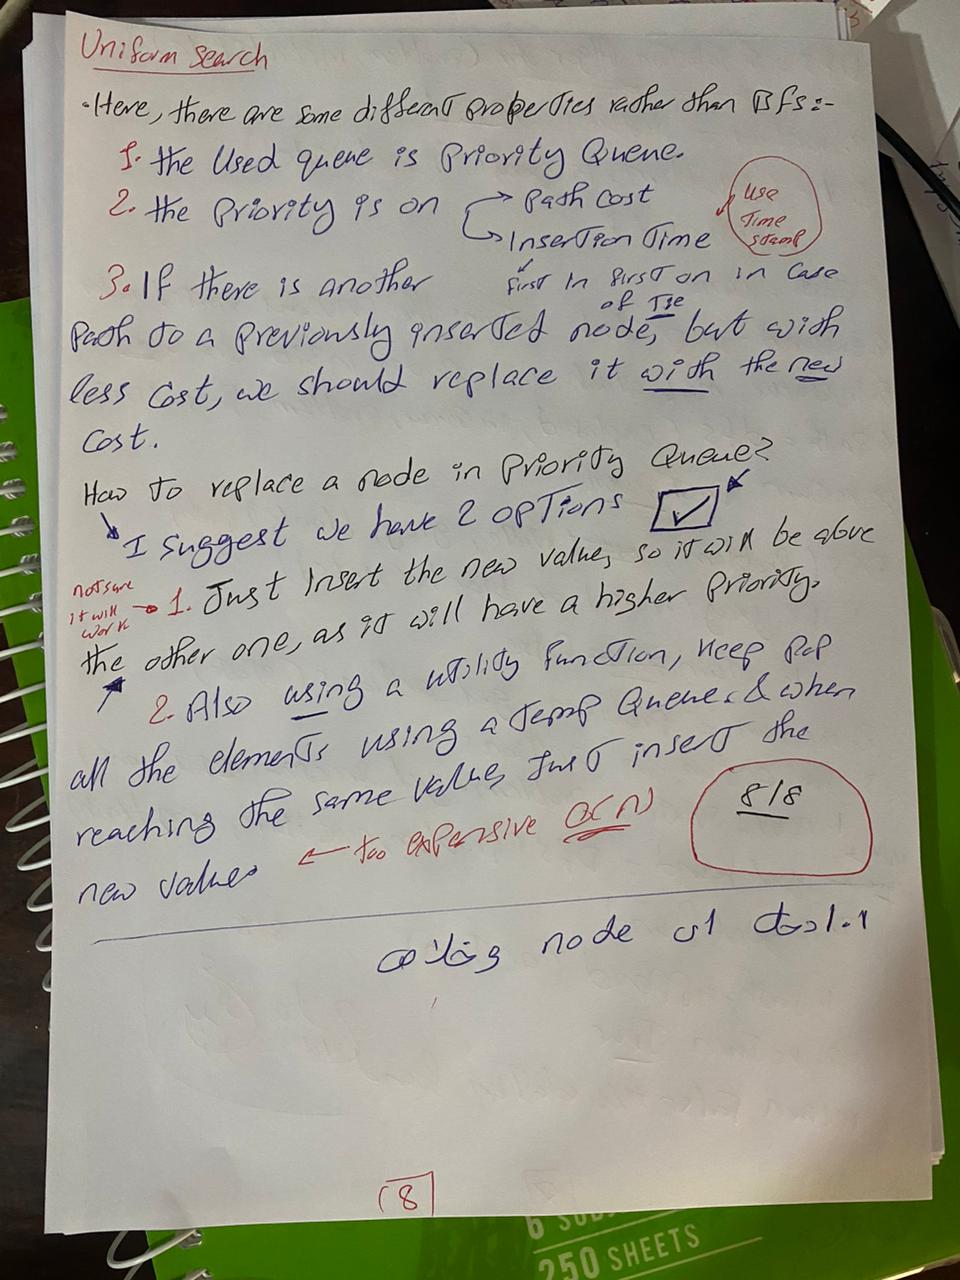 Uniform Search
• Here, there are some different properties rather than BFS:-
1. the Used queue is Priority Queue.
2. the Priority is on → Path cost
→ Insertion Time
Use
Time
stamp
first In first on in case
of Tie
3. If there is another
Path to a previously inserted node, but with
less cost, we should replace it with the new
cost.
How to replace a node in Priority Queue?
I suggest we have 2 options ✓
not sure
it will
work
1. Just Insert the new value, so it will be above
the other one, as it will have a higher Priority.
2. Also using a utility function, keep pop
all the elements using a temp Queue. & when
reaching the same value, Just insert the
new value.
← too expensive O(n)
8/8
node
8
250 SHEETS